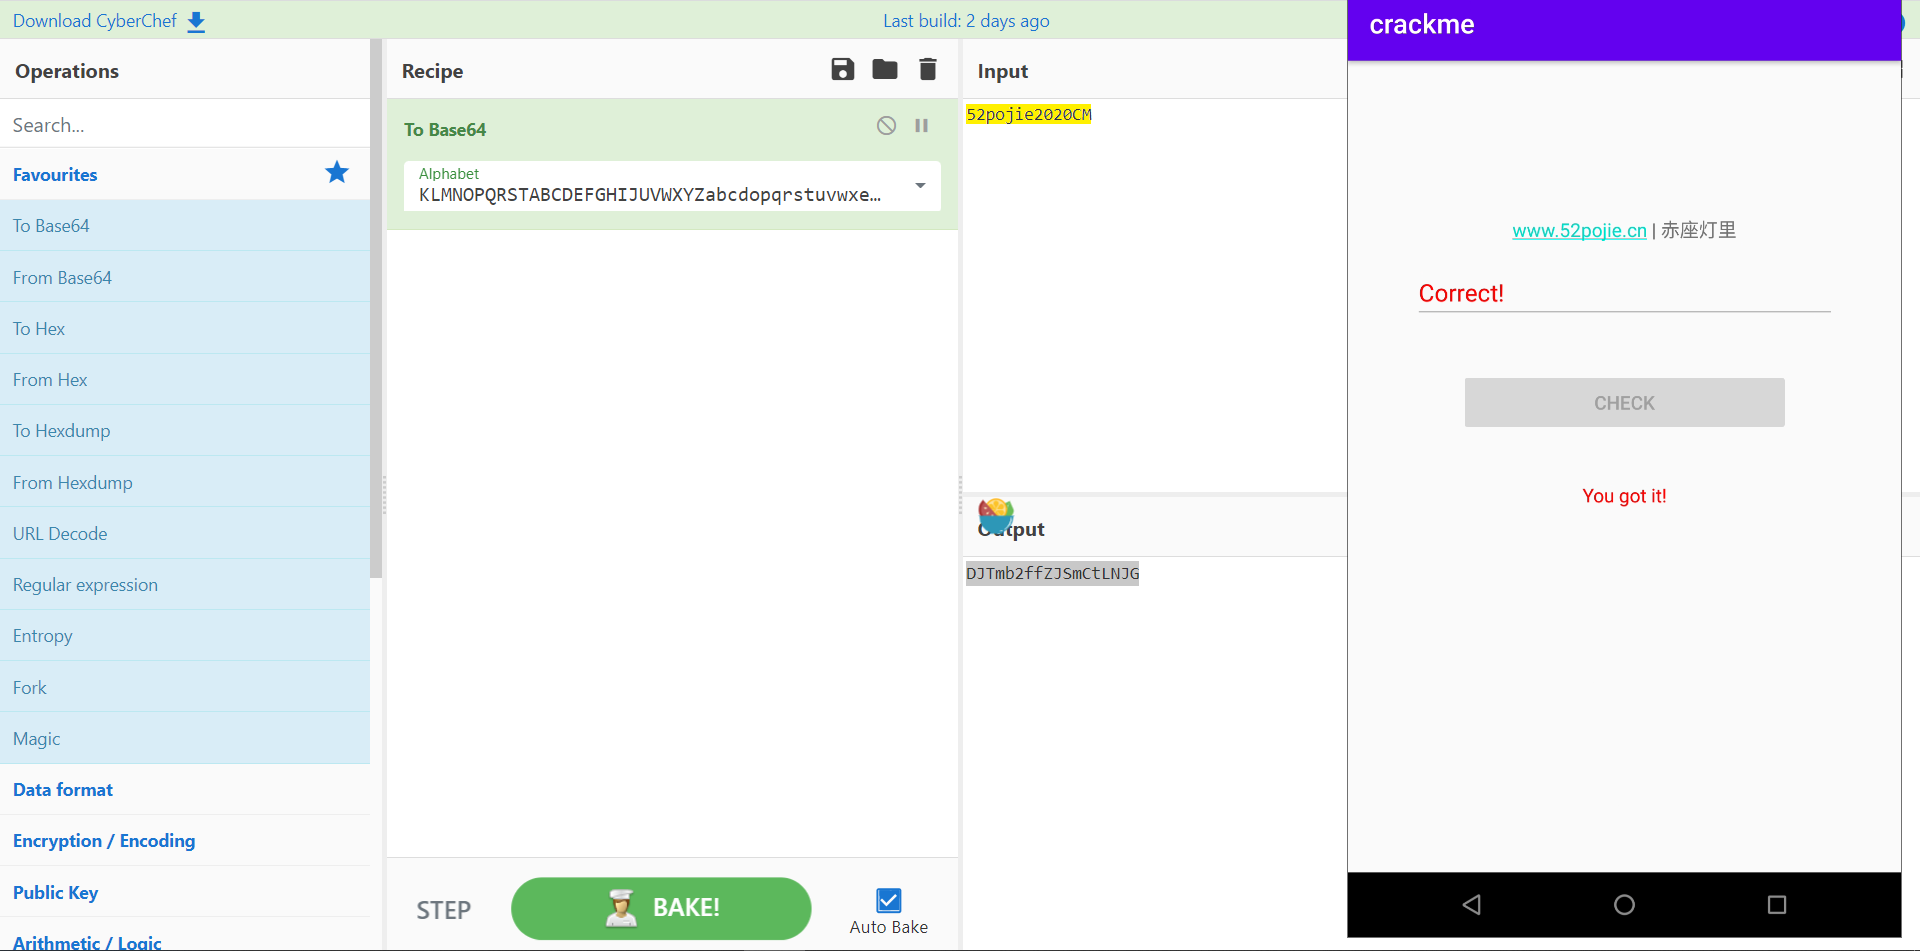 Download CyberChef
Last build: 2 days ago
Operations
Search...
Favourites
To Base64
From Base64
To Hex
From Hex
To Hexdump
From Hexdump
URL Decode
Regular expression
Entropy
Fork
Magic
Data format
Encryption / Encoding
Public Key
Arithmetic / Logic
Recipe
To Base64
Alphabet
KLMNOPQRSTABCDEFGHIJUVWXYZabcdopqrstuvwxe…
STEP
BAKE!
Auto Bake
Input
52pojie2020CM
Output
DJTmb2ffZJSmCtLNJG
crackme
www.52pojie.cn | 赤座灯里
Correct!
CHECK
You got it!